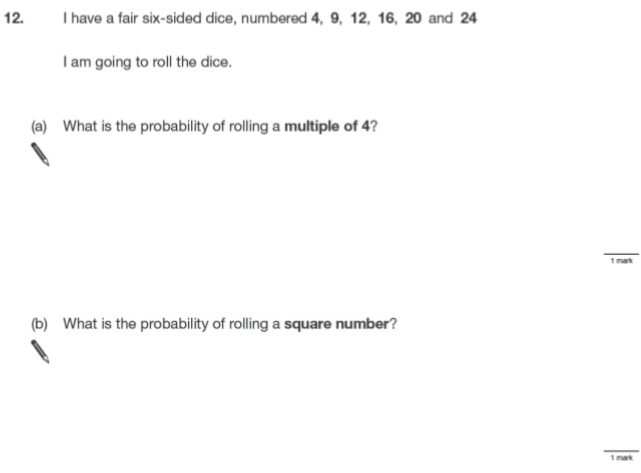 12. I have a fair six-sided dice, numbered 4, 9, 12, 16, 20 and 24
I am going to roll the dice.
(a) What is the probability of rolling a multiple of 4?
1 mark
(b) What is the probability of rolling a square number?
1 mark